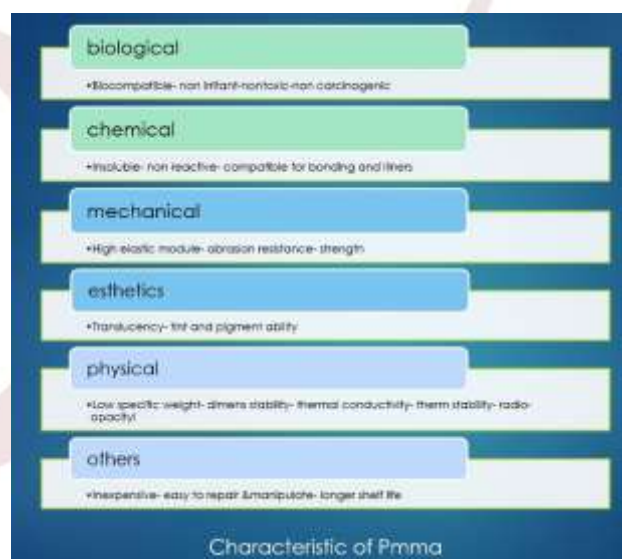 biological
•Biocompatible- non irritant-nontoxic-non carcinogenic
chemical
•Insoluble- non reactive- compatible for bonding and liners
mechanical
•High elastic module- abrasion resistance- strength
esthetics
•Translucency- tint and pigment ability
physical
•Low specific weight- dimens stability- thermal conductivity- therm stability- radio-
opacityl
others
•Inexpensive- easy to repair &manipulate- longer shelf life
Characteristic of Pmma